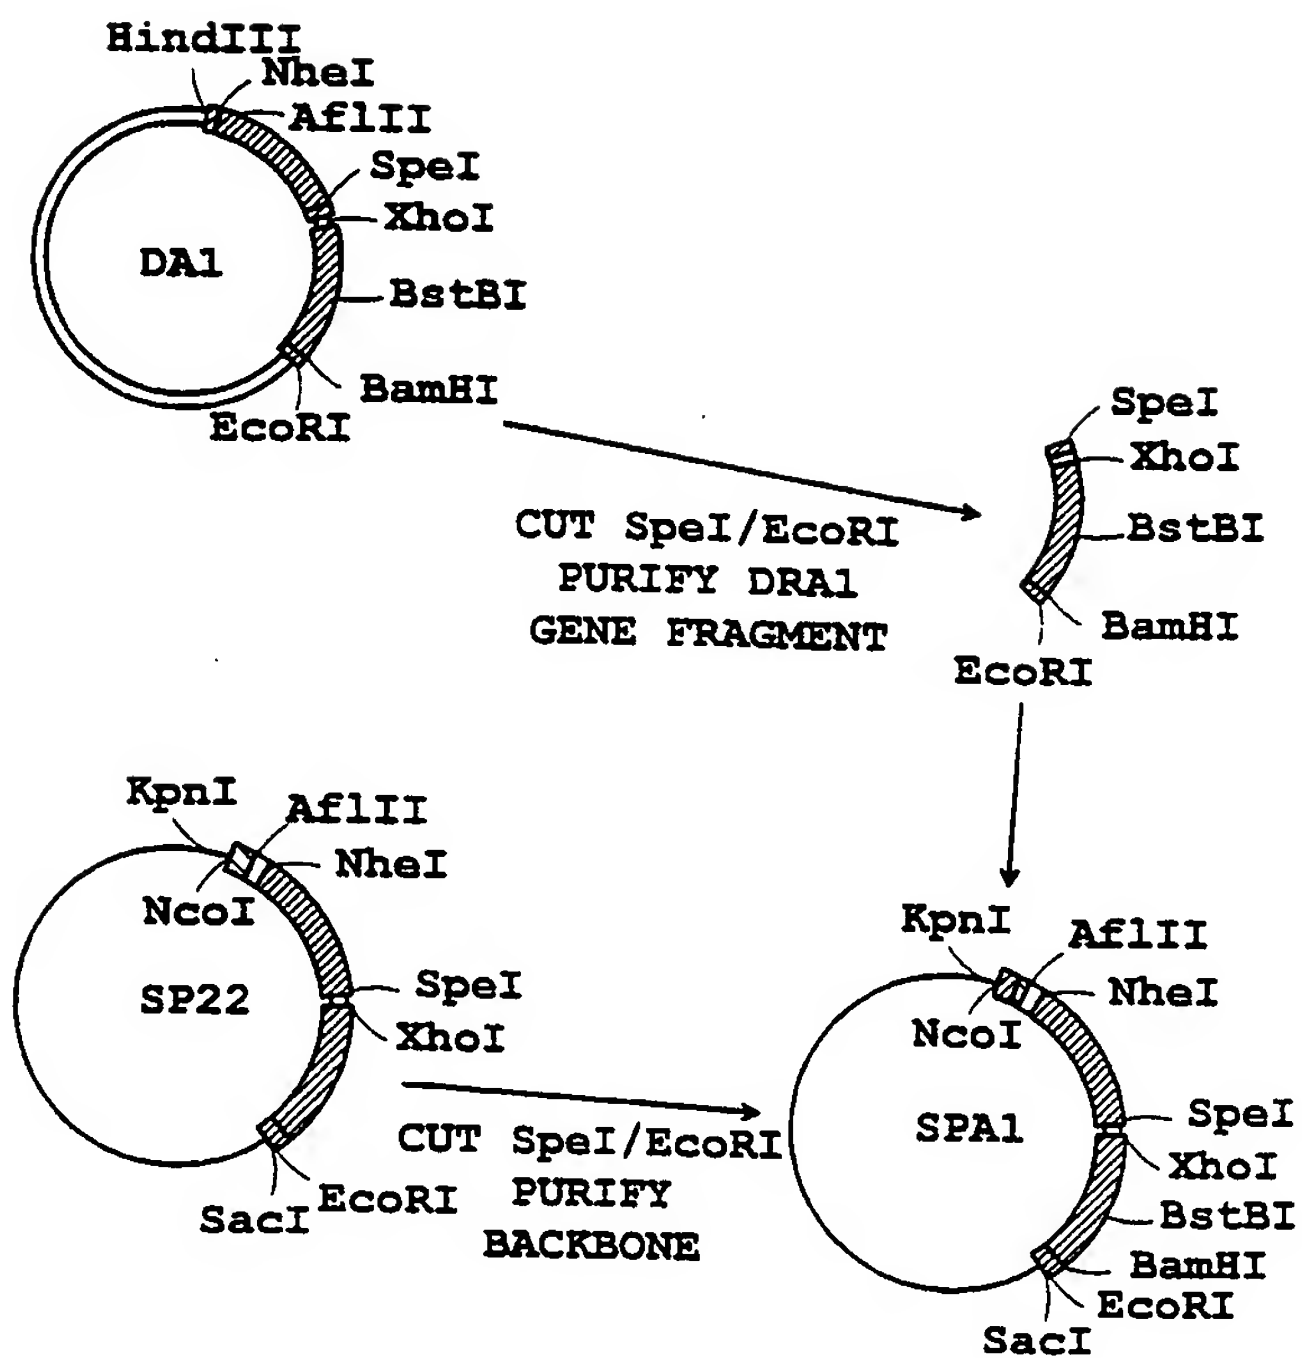 HindIII
NheI
AflII
SpeI
XhoI
DA1
BstBI
BamHI
EcoRI
CUT SpeI/EcoRI
PURIFY DRA1
GENE FRAGMENT
SpeI
XhoI
BstBI
BamHI
EcoRI
KpnI
AflII
NheI
NcoI
SP22
SpeI
XhoI
SacI
EcoRI
CUT SpeI/EcoRI
PURIFY
BACKBONE
KpnI
AflII
NheI
NcoI
SPA1
SpeI
XhoI
BstBI
BamHI
EcoRI
SacI